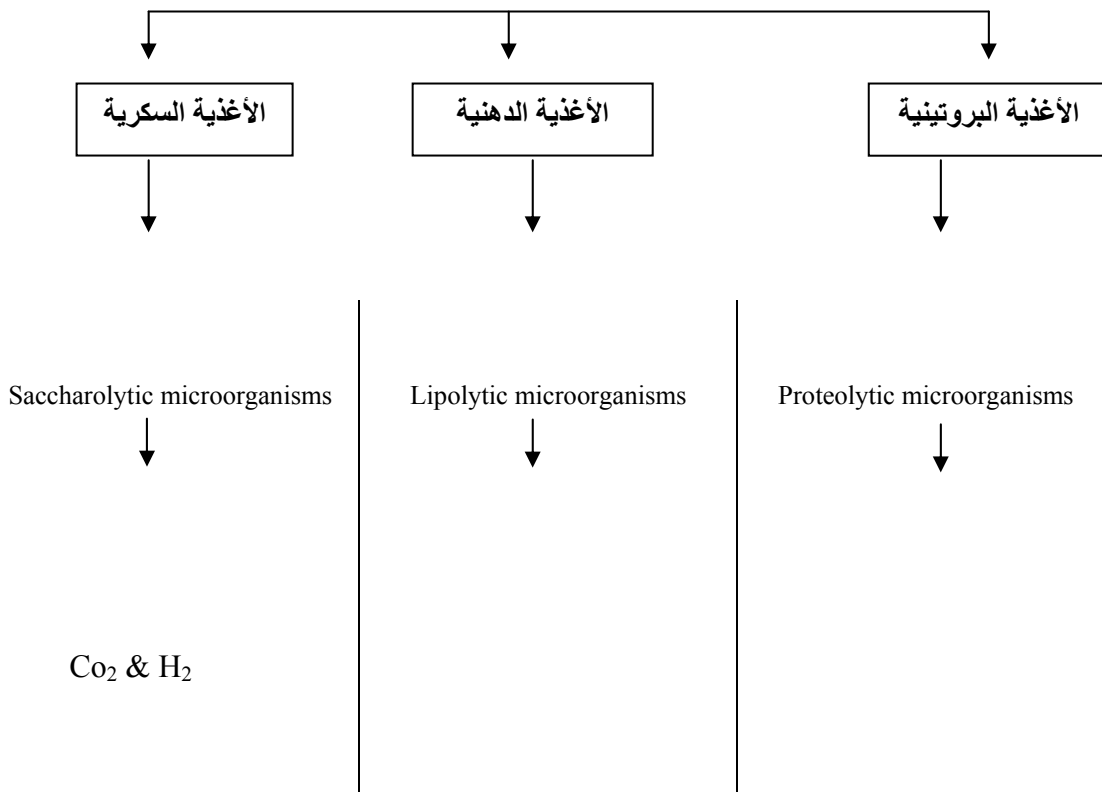 الأغذية البروتينية
الأغذية الدهنية
الأغذية السكرية
Saccharolytic microorganisms
Lipolytic microorganisms
Proteolytic microorganisms
Co₂ & H₂